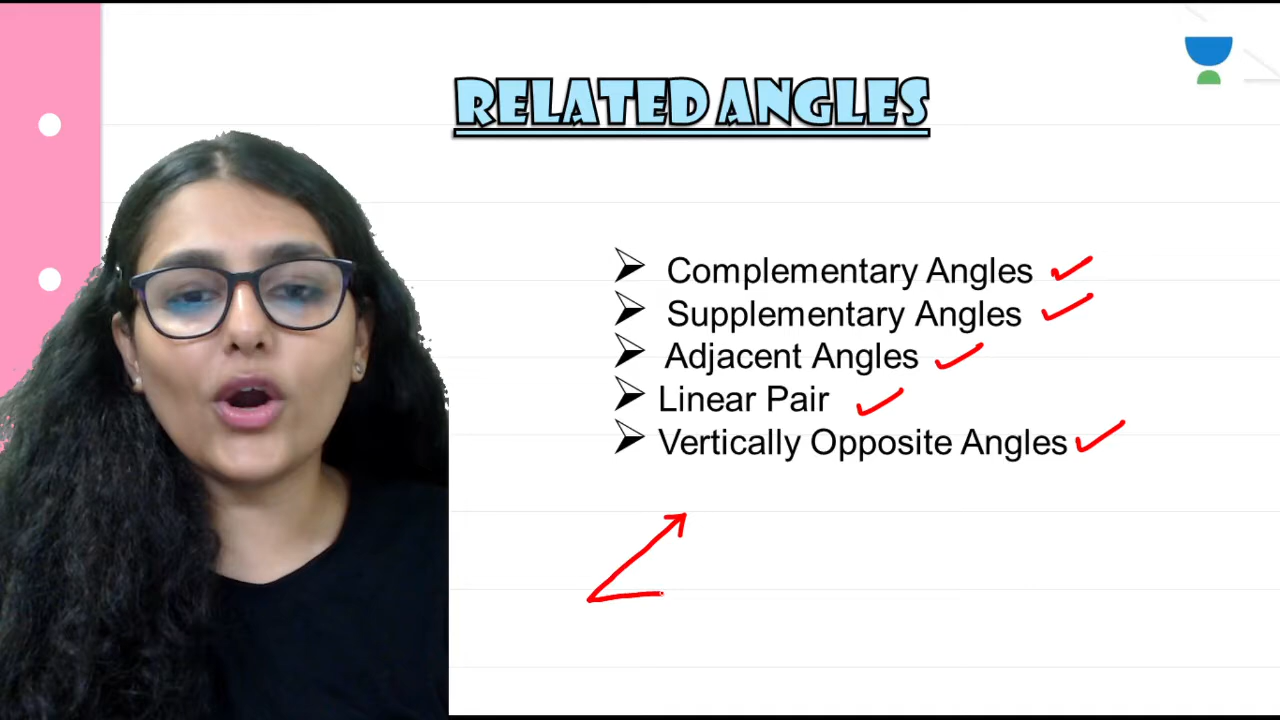 RELATED ANGLES
Complementary Angles
Supplementary Angles
Adjacent Angles
Linear Pair
Vertically Opposite Angles